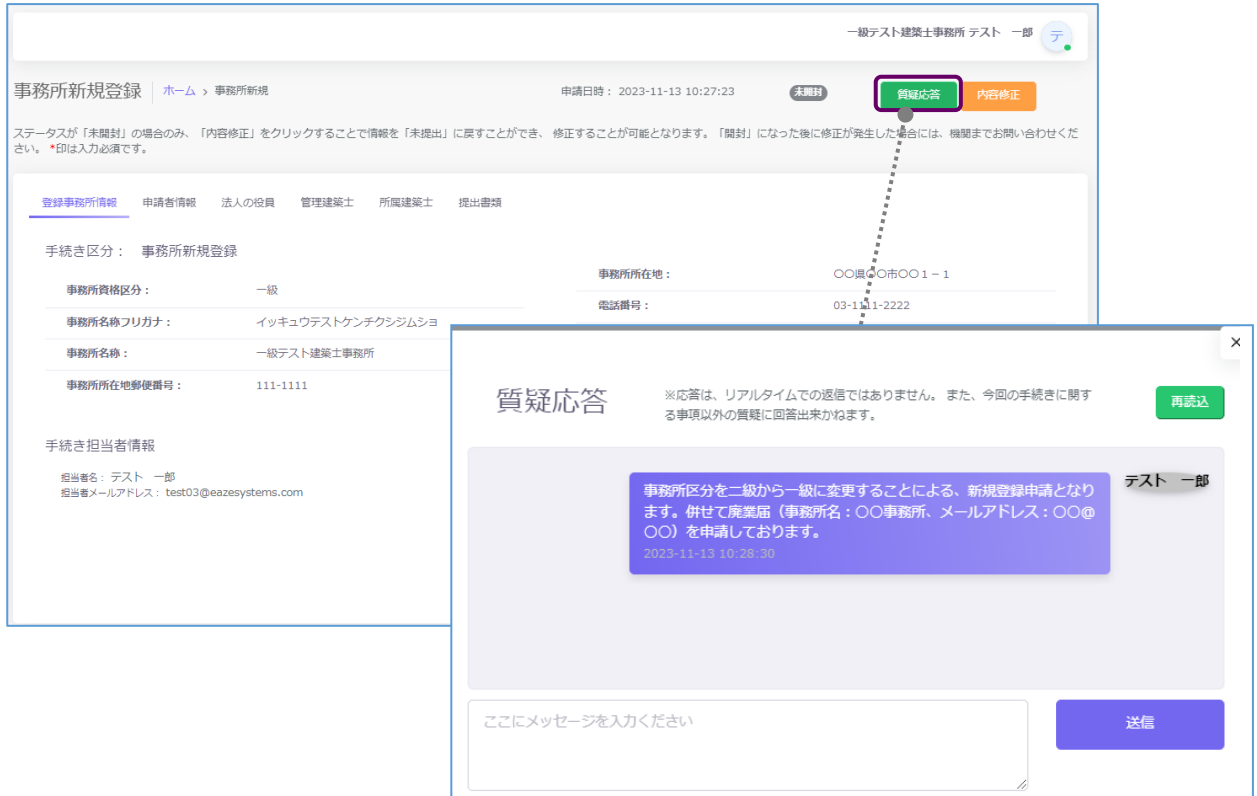 一級テスト建築士事務所 テスト　一郎
テ
事務所新規登録　ホーム > 事務所新規　申請日時： 2023-11-13 10:27:23　未開封　質疑応答　内容修正
ステータスが「未開封」の場合のみ、「内容修正」をクリックすることで情報を「未提出」に戻すことができ、 修正することが可能となります。「開封」になった後に修正が発生した場合には、機関までお問い合わせくだ
さい。 *印は入力必須です。
登録事務所情報　申請者情報　法人の役員　管理建築士　所属建築士　提出書類
手続き区分：　事務所新規登録
事務所資格区分：　一級
事務所名称フリガナ：　イッキュウテストケンチクシジムショ
事務所名称：　一級テスト建築士事務所
事務所所在地郵便番号：　111-1111
事務所所在地：　〇〇県〇〇市〇〇１－１
電話番号：　03-1111-2222
手続き担当者情報
担当者名： テスト　一郎
担当者メールアドレス： test03@eazesystems.com
×
質疑応答
※応答は、リアルタイムでの返信ではありません。 また、今回の手続きに関す
る事項以外の質疑に回答出来かねます。
再読込
テスト　一郎
事務所区分を二級から一級に変更することによる、新規登録申請となり
ます。併せて廃業届（事務所名：〇〇事務所、メールアドレス：〇〇@
〇〇）を申請しております。
2023-11-13 10:28:30
ここにメッセージを入力ください
送信